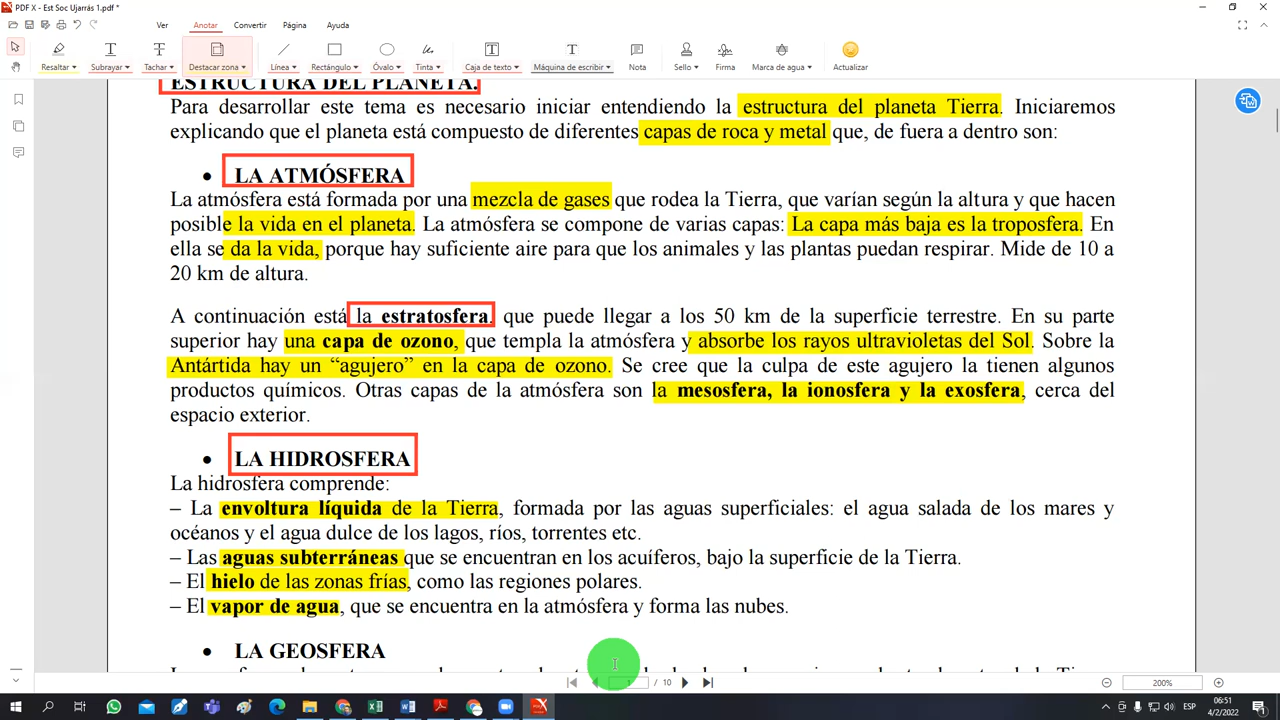 PDF X - Est Soc Ujarrás 1.pdf *
Ver Anotar Convertir Página Ayuda
Resaltar Subrayar Tachar Destacar zona Línea Rectángulo Óvalo Tinta Caja de texto Máquina de escribir Nota Sello Firma Marca de agua Actualizar
ESTRUCTURA DEL PLANETA.
Para desarrollar este tema es necesario iniciar entendiendo la estructura del planeta Tierra. Iniciaremos
explicando que el planeta está compuesto de diferentes capas de roca y metal que, de fuera a dentro son:
• LA ATMÓSFERA
La atmósfera está formada por una mezcla de gases que rodea la Tierra, que varían según la altura y que hacen
posible la vida en el planeta. La atmósfera se compone de varias capas: La capa más baja es la troposfera. En
ella se da la vida, porque hay suficiente aire para que los animales y las plantas puedan respirar. Mide de 10 a
20 km de altura.
A continuación está la estratosfera, que puede llegar a los 50 km de la superficie terrestre. En su parte
superior hay una capa de ozono, que templa la atmósfera y absorbe los rayos ultravioletas del Sol. Sobre la
Antártida hay un “agujero” en la capa de ozono. Se cree que la culpa de este agujero la tienen algunos
productos químicos. Otras capas de la atmósfera son la mesosfera, la ionosfera y la exosfera, cerca del
espacio exterior.
• LA HIDROSFERA
La hidrosfera comprende:
– La envoltura líquida de la Tierra, formada por las aguas superficiales: el agua salada de los mares y
océanos y el agua dulce de los lagos, ríos, torrentes etc.
– Las aguas subterráneas que se encuentran en los acuíferos, bajo la superficie de la Tierra.
– El hielo de las zonas frías, como las regiones polares.
– El vapor de agua, que se encuentra en la atmósfera y forma las nubes.
• LA GEOSFERA
1 / 10 200%
ESP 06:51
4/2/2022